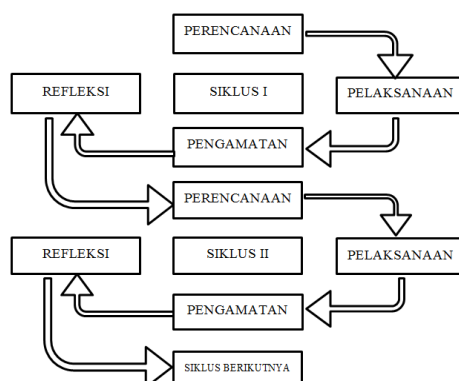 PERENCANAAN
REFLEKSI
SIKLUS I
PELAKSANAAN
PENGAMATAN
PERENCANAAN
REFLEKSI
SIKLUS II
PELAKSANAAN
PENGAMATAN
SIKLUS BERIKUTNYA